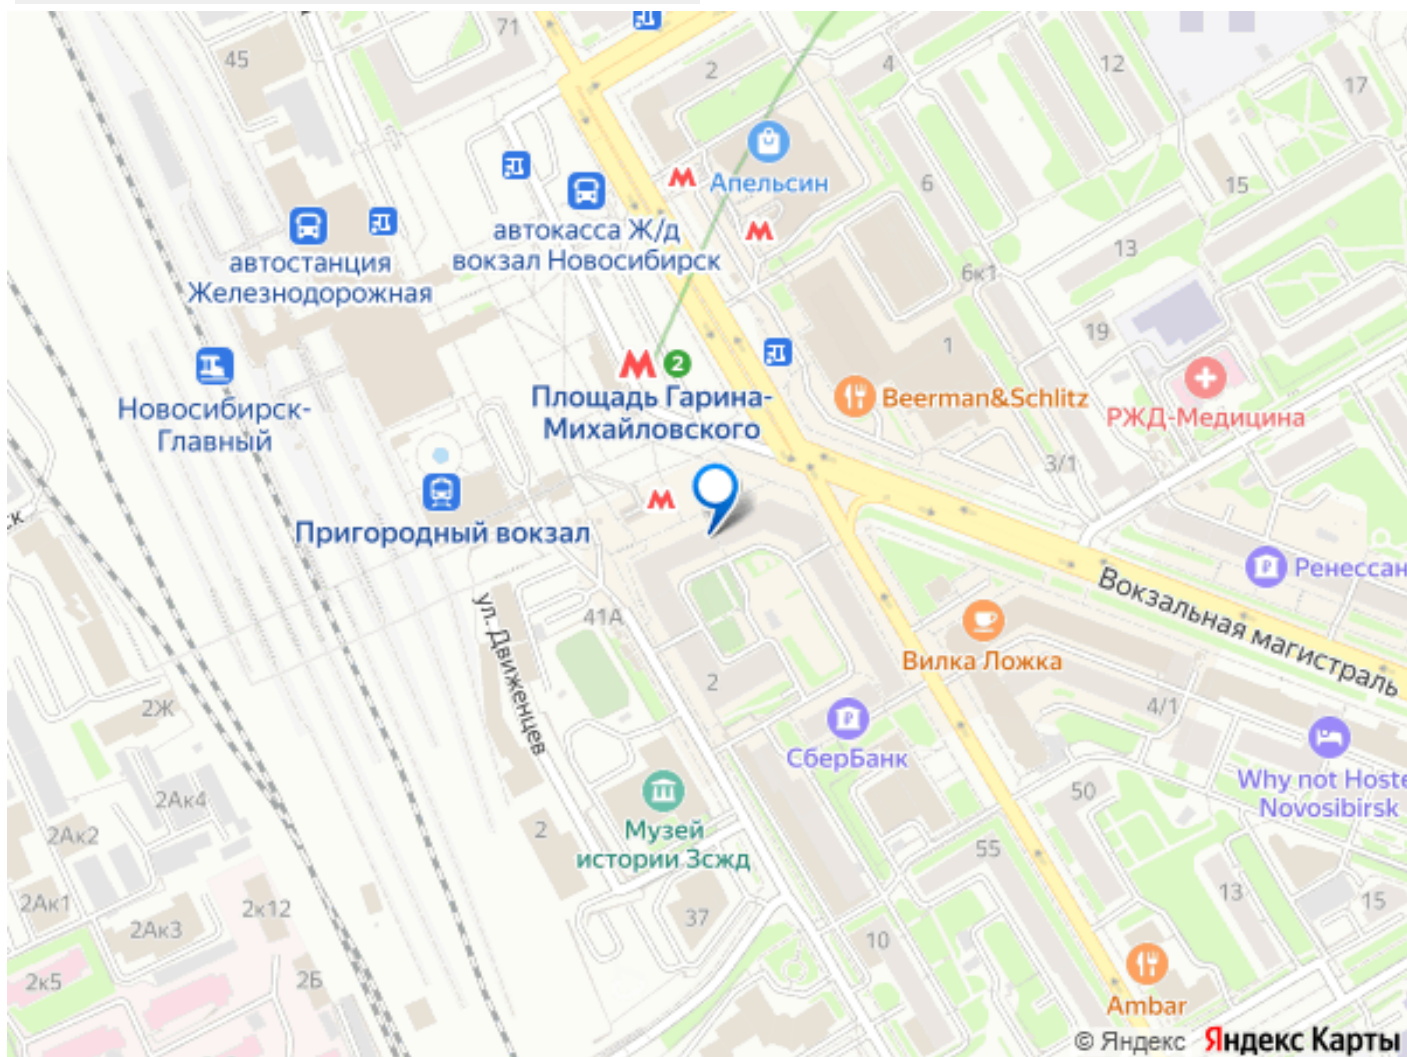 71
45
2
4
12
17
Апельсин
6
15
автокасса Ж/д
вокзал Новосибирск
автостанция
Железнодорожная
13
6к1
19
1
2
Площадь Гарина-
Михайловского
Beerman&Schlitz
РЖД-Медицина
Новосибирск-
Главный
3/1
Пригородный вокзал
Ренессан
Вокзальная магистраль
41А
ул. Движенцев
Вилка Ложка
2
4/1
2Ж
СберБанк
Why not Hoste
Novosibirsk
50
2Ак4
2Ак2
2
Музей
истории Зсжд
55
13
15
2Ак1
2Ак3
2к12
37
10
2к5
2Б
Ambar
© Яндекс Яндекс Карты